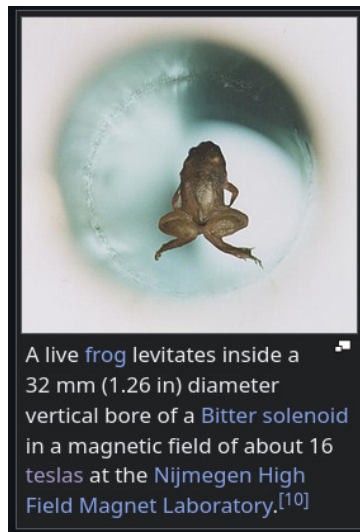 A live frog levitates inside a
32 mm (1.26 in) diameter
vertical bore of a Bitter solenoid
in a magnetic field of about 16
teslas at the Nijmegen High
Field Magnet Laboratory.[10]